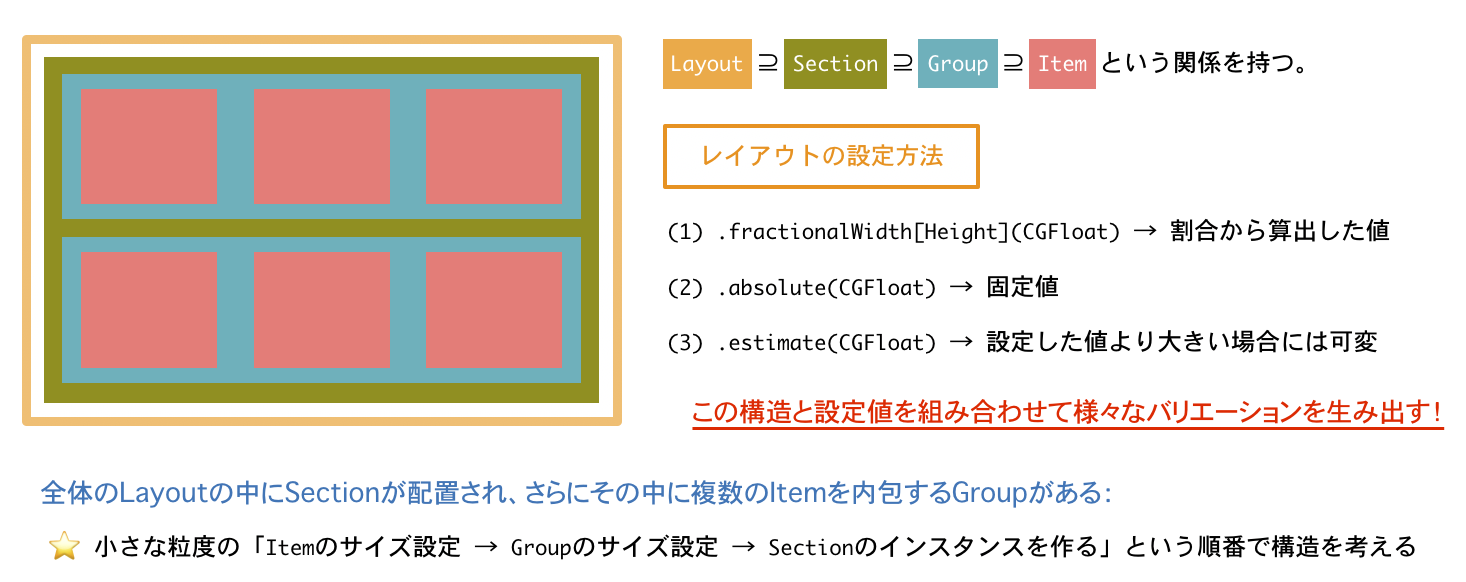 Layout ⊇ Section ⊇ Group ⊇ Item という関係を持つ。
レイアウトの設定方法
(1) .fractionalWidth[Height](CGFloat) → 割合から算出した値
(2) .absolute(CGFloat) → 固定値
(3) .estimate(CGFloat) → 設定した値より大きい場合には可変
この構造と設定値を組み合わせて様々なバリエーションを生み出す！
全体のLayoutの中にSectionが配置され、さらにその中に複数のItemを内包するGroupがある：
⭐ 小さな粒度の「Itemのサイズ設定 → Groupのサイズ設定 → Sectionのインスタンスを作る」という順番で構造を考える